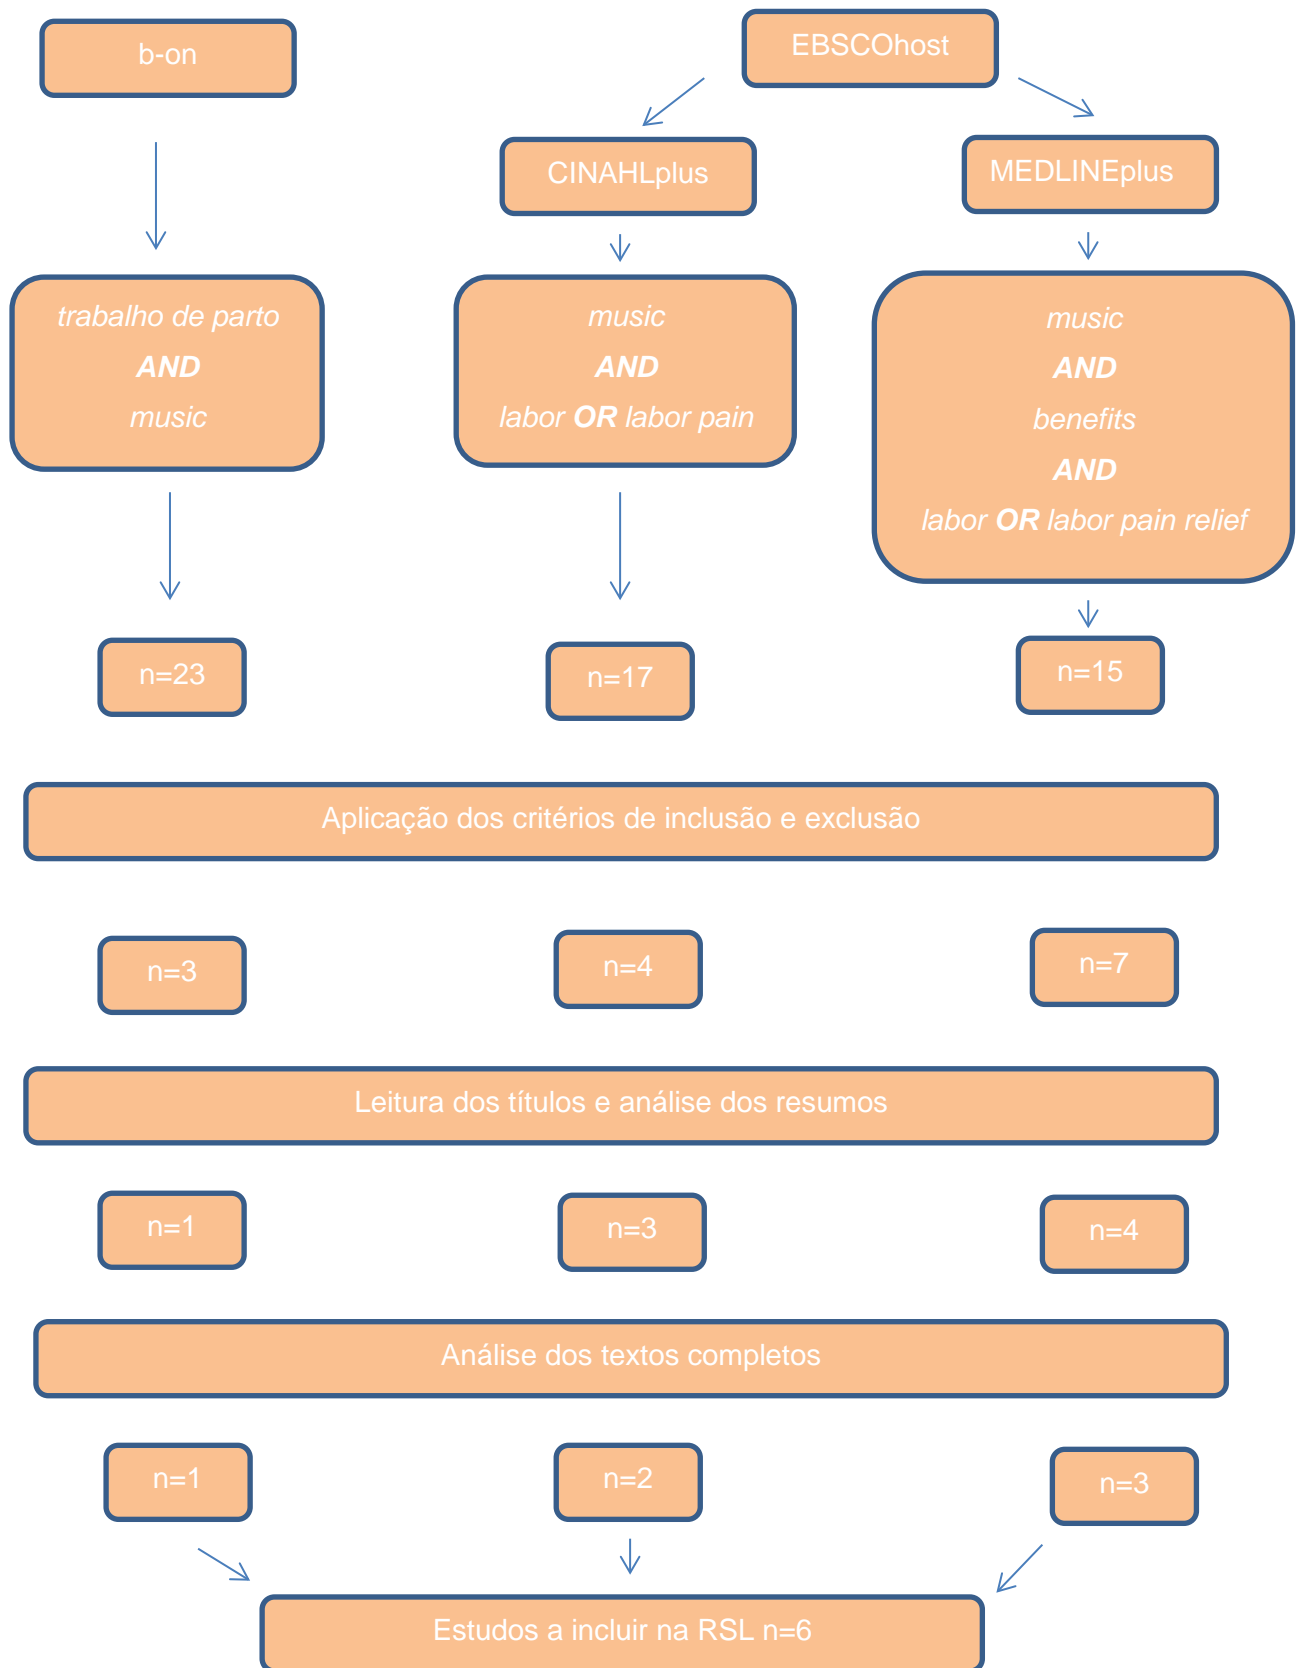 b-on
EBSCOhost
CINAHLplus
MEDLINEplus
trabalho de parto
AND
music
music
AND
labor OR labor pain
music
AND
benefits
AND
labor OR labor pain relief
n=23
n=17
n=15
Aplicação dos critérios de inclusão e exclusão
n=3
n=4
n=7
Leitura dos títulos e análise dos resumos
n=1
n=3
n=4
Análise dos textos completos
n=1
n=2
n=3
Estudos a incluir na RSL n=6